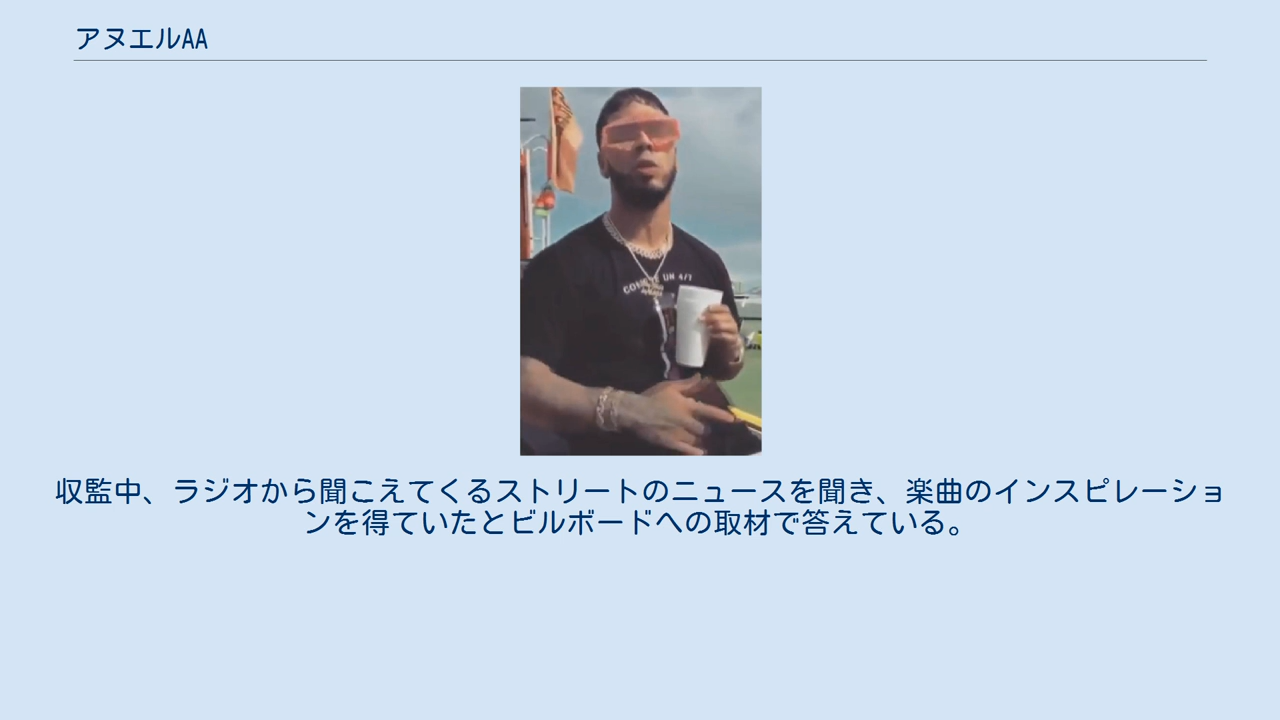 アヌエルAA
UN 4/7
収監中、ラジオから聞こえてくるストリートのニュースを聞き、楽曲のインスピレーショ
ンを得ていたとビルボードへの取材で答えている。